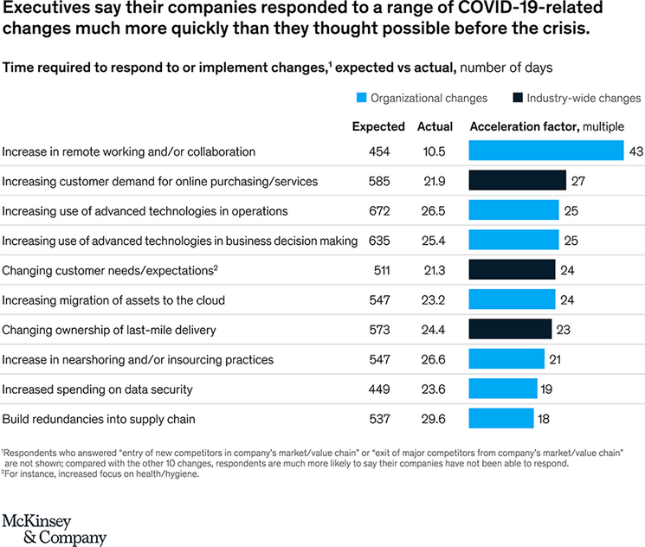 Executives say their companies responded to a range of COVID-19-related
changes much more quickly than they thought possible before the crisis.
Time required to respond to or implement changes,¹ expected vs actual, number of days
Organizational changes Industry-wide changes
Expected Actual Acceleration factor, multiple
Increase in remote working and/or collaboration 454 10.5 43
Increasing customer demand for online purchasing/services 585 21.9 27
Increasing use of advanced technologies in operations 672 26.5 25
Increasing use of advanced technologies in business decision making 635 25.4 25
Changing customer needs/expectations² 511 21.3 24
Increasing migration of assets to the cloud 547 23.2 24
Changing ownership of last-mile delivery 573 24.4 23
Increase in nearshoring and/or insourcing practices 547 26.6 21
Increased spending on data security 449 23.6 19
Build redundancies into supply chain 537 29.6 18
¹Respondents who answered "entry of new competitors in company's market/value chain" or "exit of major competitors from company's market/value chain"
are not shown; compared with the other 10 changes, respondents are much more likely to say their companies have not been able to respond.
²For instance, increased focus on health/hygiene.
McKinsey
& Company